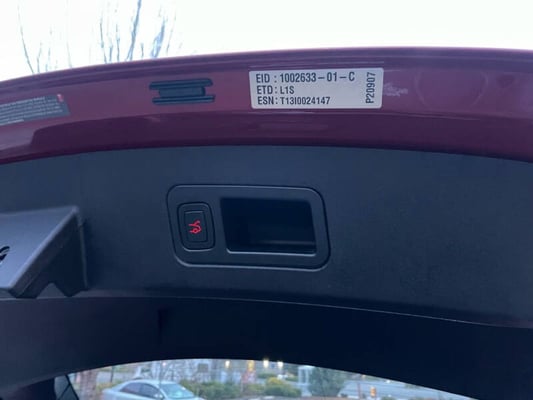 EID : 1002633-01-C
ETD : L1S
ESN : T13I0024147
P20907